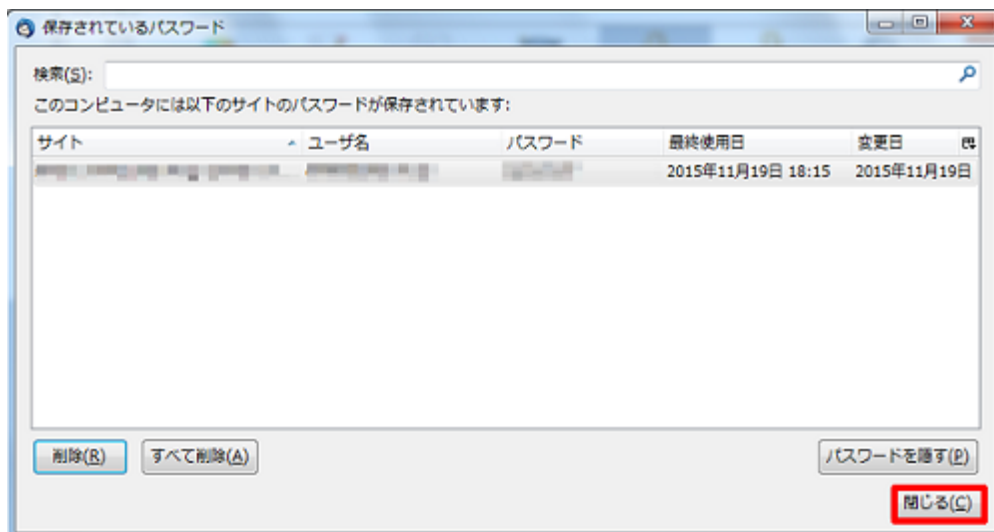 保存されているパスワード
検索(S):
このコンピュータには以下のサイトのパスワードが保存されています:
サイト ユーザ名 パスワード 最終使用日 変更日
2015年11月19日 18:15 2015年11月19日
削除(R) すべて削除(A) パスワードを隠す(P)
閉じる(C)